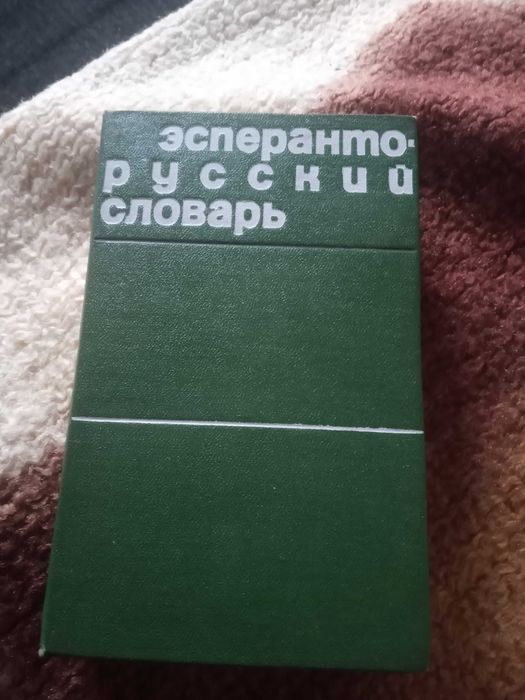 эсперанто-
русский
словарь